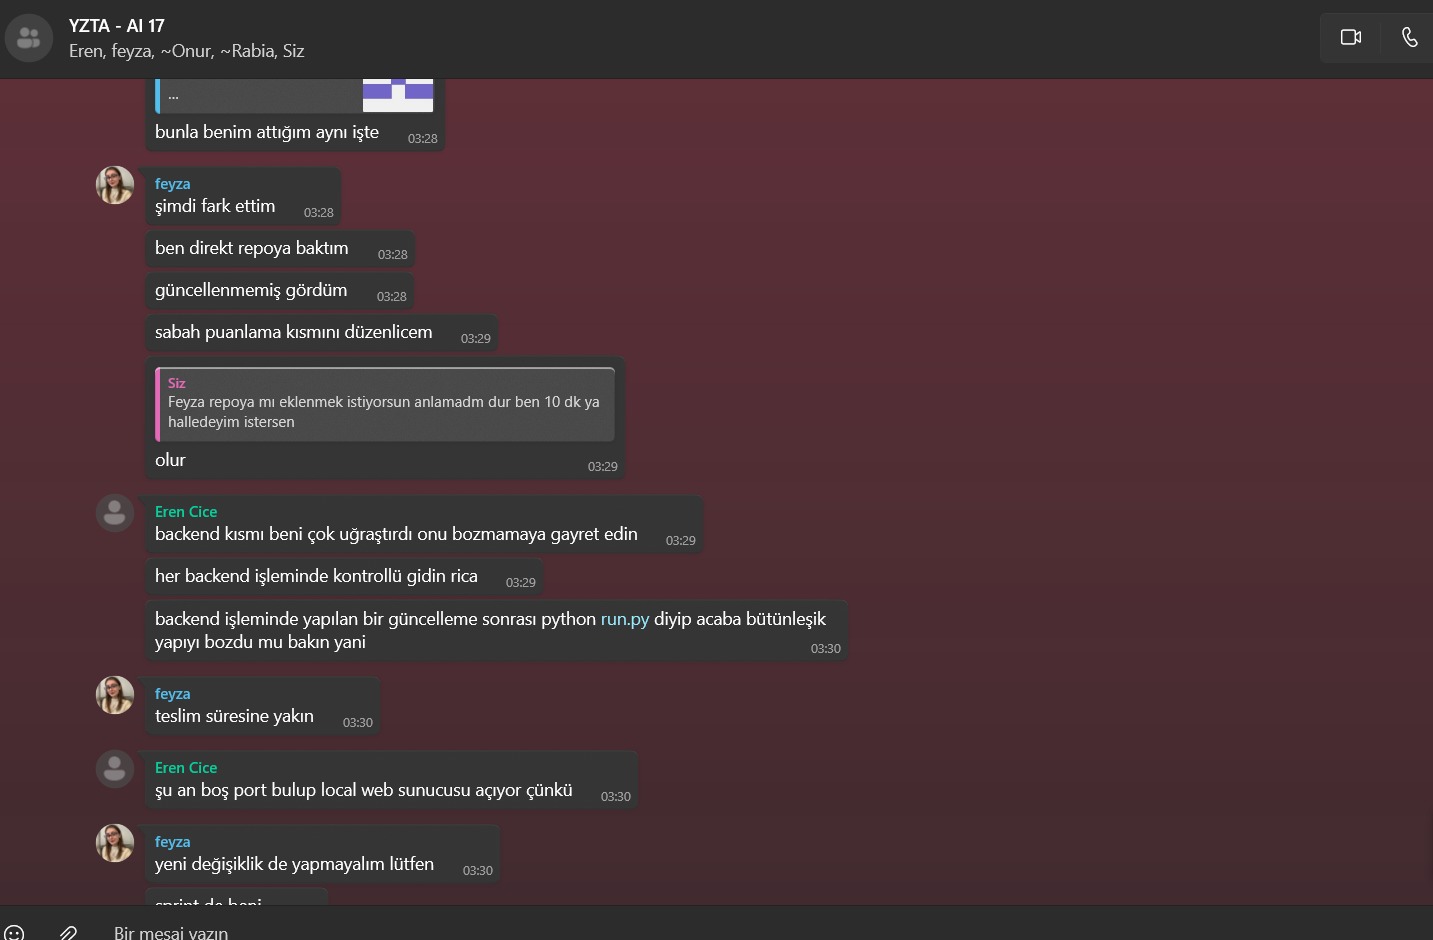 YZTA - AI 17
Eren, feyza, ~Onur, ~Rabia, Siz
...
bunla benim attığım aynı işte 03:28
feyza
şimdi fark ettim 03:28
ben direkt repoya baktım 03:28
güncellenmemiş gördüm 03:28
sabah puanlama kısmını düzenlicem 03:29
Siz
Feyza repoya mı eklenmek istiyorsun anlamadm dur ben 10 dk ya
halledeyim istersen
olur 03:29
Eren Cice
backend kısmı beni çok uğraştırdı onu bozmamaya gayret edin 03:29
her backend işleminde kontrollü gidin rica 03:29
backend işleminde yapılan bir güncelleme sonrası python run.py diyip acaba bütünleşik
yapıyı bozdu mu bakın yani 03:30
feyza
teslim süresine yakın 03:30
Eren Cice
şu an boş port bulup local web sunucusu açıyor çünkü 03:30
feyza
yeni değişiklik de yapmayalım lütfen 03:30
Bir mesaj yazın